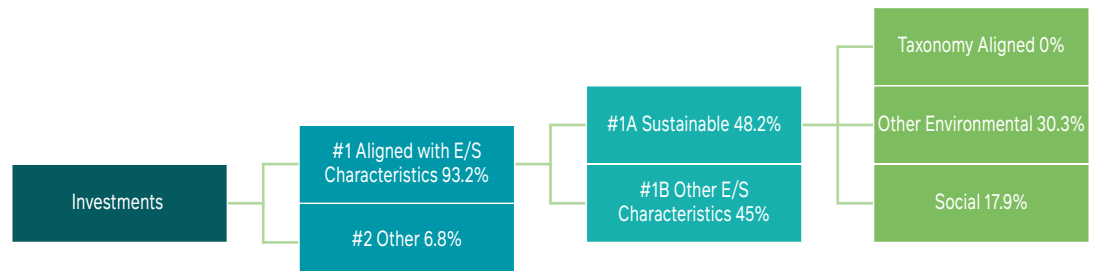 Investments
#1 Aligned with E/S
Characteristics 93.2%
#2 Other 6.8%
#1A Sustainable 48.2%
#1B Other E/S
Characteristics 45%
Taxonomy Aligned 0%
Other Environmental 30.3%
Social 17.9%